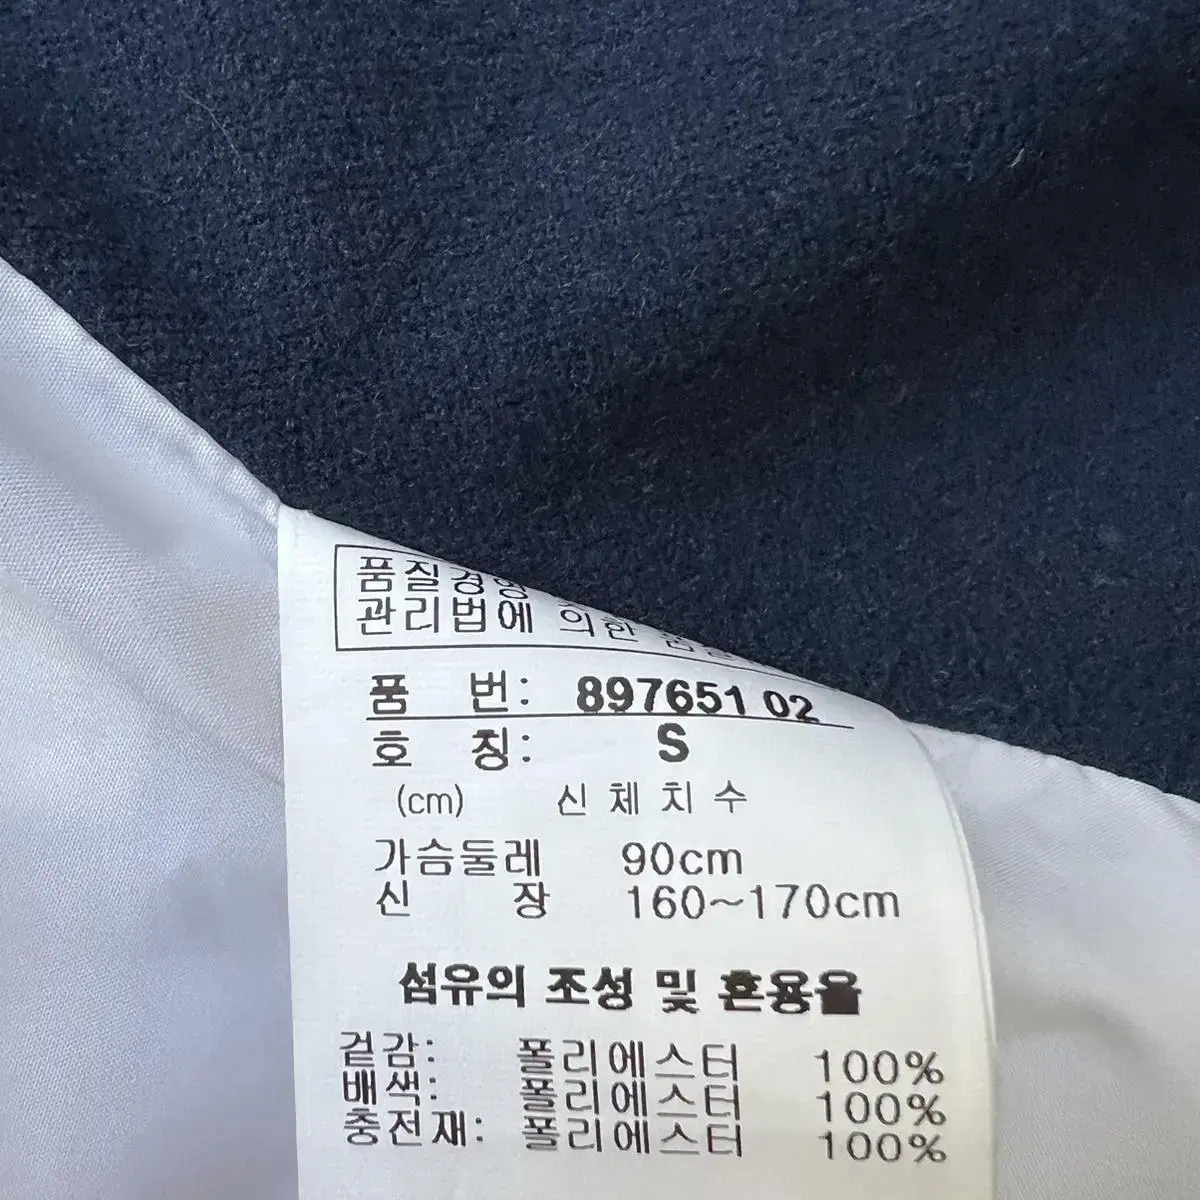 품질경영
관리법에 의한
품 번: 897651 02
호 칭: S
(cm) 신체치수
가슴둘레 90cm
신 장 160~170cm
섬유의 조성 및 혼용율
겉감: 폴리에스터 100%
배색: 폴리에스터 100%
충전재: 폴리에스터 100%